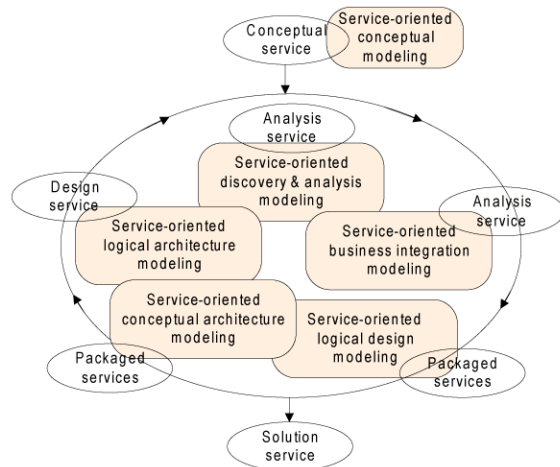 Conceptual
service
Service-oriented
conceptual
modeling
Analysis
service
Service-oriented
discovery & analysis
modeling
Design
service
Analysis
service
Service-oriented
logical architecture
modeling
Service-oriented
business integration
modeling
Service-oriented
conceptual architecture
modeling
Service-oriented
logical design
modeling
Packaged
services
Packaged
services
Solution
service